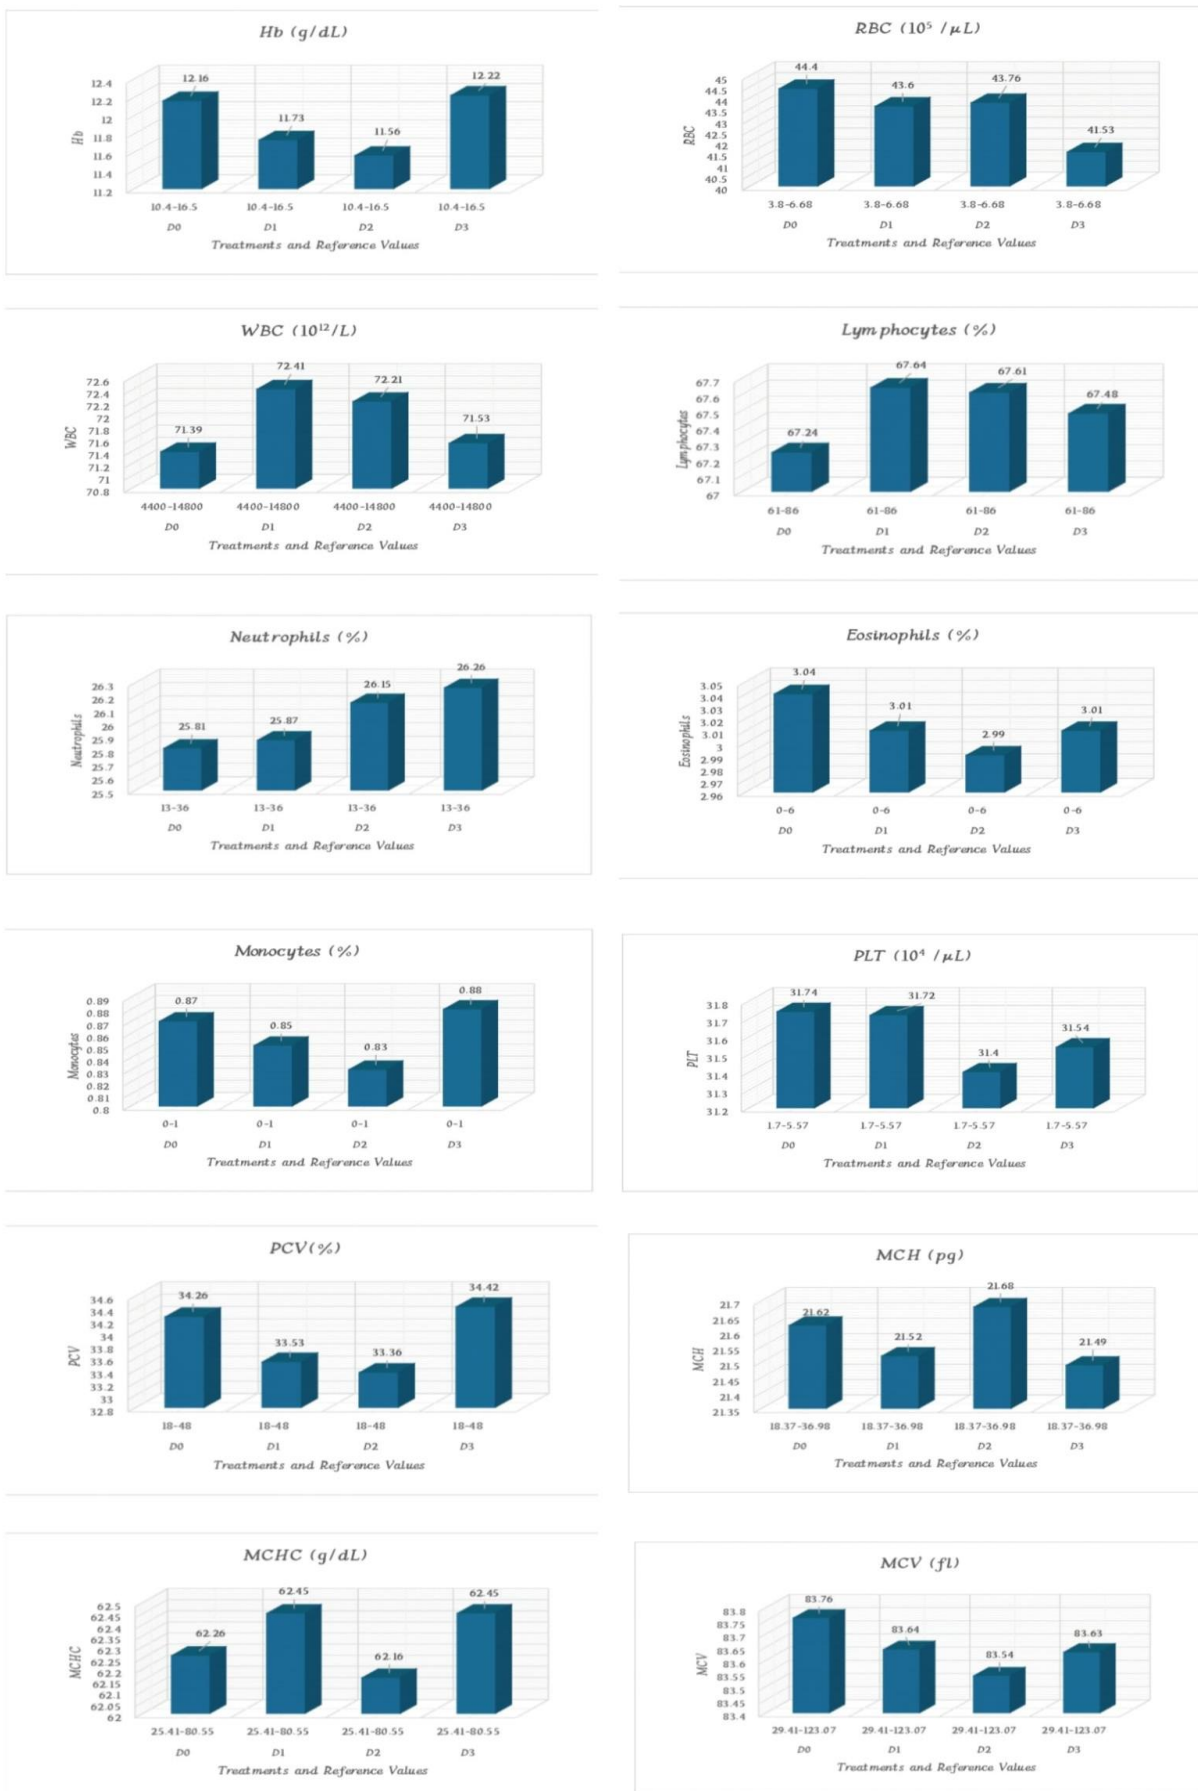 Hb (g/dL)
12.4
12.2
12
11.8
11.6
11.4
11.2
Hb
12.16
11.73
11.56
12.22
10.4-16.5 10.4-16.5 10.4-16.5 10.4-16.5
D0 D1 D2 D3
Treatments and Reference Values
RBC (10⁵ /µL)
45
44.5
44
43.5
43
42.5
42
41.5
41
40.5
40
RBC
44.4
43.6
43.76
41.53
3.8-6.68 3.8-6.68 3.8-6.68 3.8-6.68
D0 D1 D2 D3
Treatments and Reference Values
WBC (10¹²/L)
72.6
72.4
72.2
72
71.8
71.6
71.4
71.2
71
70.8
WBC
71.39
72.41
72.21
71.53
4400-14800 4400-14800 4400-14800 4400-14800
D0 D1 D2 D3
Treatments and Reference Values
Lymphocytes (%)
67.7
67.6
67.5
67.4
67.3
67.2
67.1
67
Lymphocytes
67.24
67.64
67.61
67.48
61-86 61-86 61-86 61-86
D0 D1 D2 D3
Treatments and Reference Values
Neutrophils (%)
26.3
26.2
26.1
26
25.9
25.8
25.7
25.6
25.5
Neutrophils
25.81
25.87
26.15
26.26
13-36 13-36 13-36 13-36
D0 D1 D2 D3
Treatments and Reference Values
Eosinophils (%)
3.05
3.04
3.03
3.02
3.01
3
2.99
2.98
2.97
2.96
Eosinophils
3.04
3.01
2.99
3.01
0-6 0-6 0-6 0-6
D0 D1 D2 D3
Treatments and Reference Values
Monocytes (%)
0.89
0.88
0.87
0.86
0.85
0.84
0.83
0.82
0.81
0.8
Monocytes
0.87
0.85
0.83
0.88
0-1 0-1 0-1 0-1
D0 D1 D2 D3
Treatments and Reference Values
PLT (10⁴ /µL)
31.8
31.7
31.6
31.5
31.4
31.3
31.2
PLT
31.74
31.72
31.4
31.54
1.7-5.57 1.7-5.57 1.7-5.57 1.7-5.57
D0 D1 D2 D3
Treatments and Reference Values
PCV(%)
34.6
34.4
34.2
34
33.8
33.6
33.4
33.2
33
32.8
PCV
34.26
33.53
33.36
34.42
18-48 18-48 18-48 18-48
D0 D1 D2 D3
Treatments and Reference Values
MCH (pg)
21.7
21.65
21.6
21.55
21.5
21.45
21.4
21.35
MCH
21.62
21.52
21.68
21.49
18.37-36.98 18.37-36.98 18.37-36.98 18.37-36.98
D0 D1 D2 D3
Treatments and Reference Values
MCHC (g/dL)
62.5
62.45
62.4
62.35
62.3
62.25
62.2
62.15
62.1
62.05
62
MCHC
62.26
62.45
62.16
62.45
25.41-80.55 25.41-80.55 25.41-80.55 25.41-80.55
D0 D1 D2 D3
Treatments and Reference Values
MCV (fl)
83.8
83.75
83.7
83.65
83.6
83.55
83.5
83.45
83.4
MCV
83.76
83.64
83.54
83.63
29.41-123.07 29.41-123.07 29.41-123.07 29.41-123.07
D0 D1 D2 D3
Treatments and Reference Values